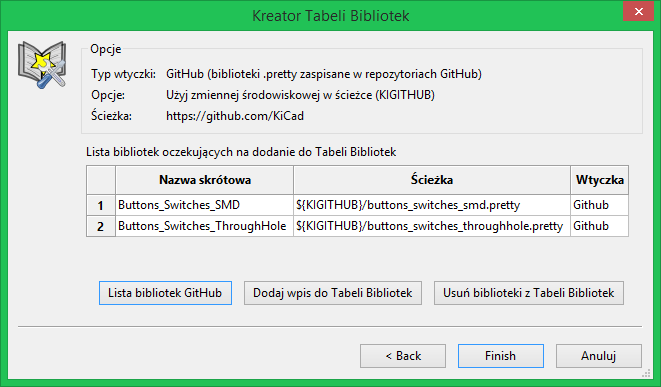 Kreator Tabeli Bibliotek
Opcje
Typ wtyczki: GitHub (biblioteki .pretty zaspisane w repozytoriach GitHub)
Opcje: Użyj zmiennej środowiskowej w ścieżce (KIGITHUB)
Ścieżka: https://github.com/KiCad
Lista bibliotek oczekujących na dodanie do Tabeli Bibliotek
Nazwa skrótowa Ścieżka Wtyczka
1 Buttons_Switches_SMD ${KIGITHUB}/buttons_switches_smd.pretty Github
2 Buttons_Switches_ThroughHole ${KIGITHUB}/buttons_switches_throughhole.pretty Github
Lista bibliotek GitHub Dodaj wpis do Tabeli Bibliotek Usuń biblioteki z Tabeli Bibliotek
< Back Finish Anuluj